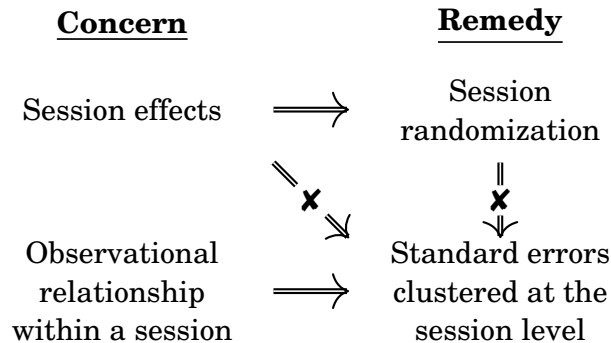 Concern
Remedy
Session effects
Session
randomization
✘
✘
Observational
relationship
within a session
Standard errors
clustered at the
session level